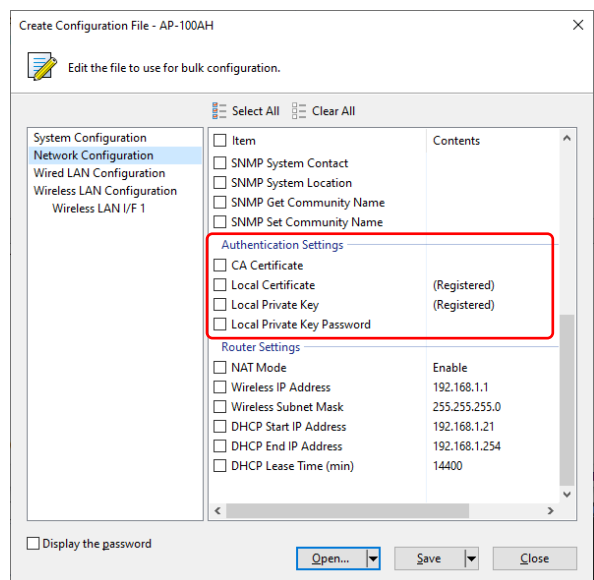 Create Configuration File - AP-100AH
Edit the file to use for bulk configuration.
Select All Clear All
System Configuration
Network Configuration
Wired LAN Configuration
Wireless LAN Configuration
Wireless LAN I/F 1
Item Contents
SNMP System Contact
SNMP System Location
SNMP Get Community Name
SNMP Set Community Name
Authentication Settings
CA Certificate
Local Certificate (Registered)
Local Private Key (Registered)
Local Private Key Password
Router Settings
NAT Mode Enable
Wireless IP Address 192.168.1.1
Wireless Subnet Mask 255.255.255.0
DHCP Start IP Address 192.168.1.21
DHCP End IP Address 192.168.1.254
DHCP Lease Time (min) 14400
Display the password
Open... Save Close